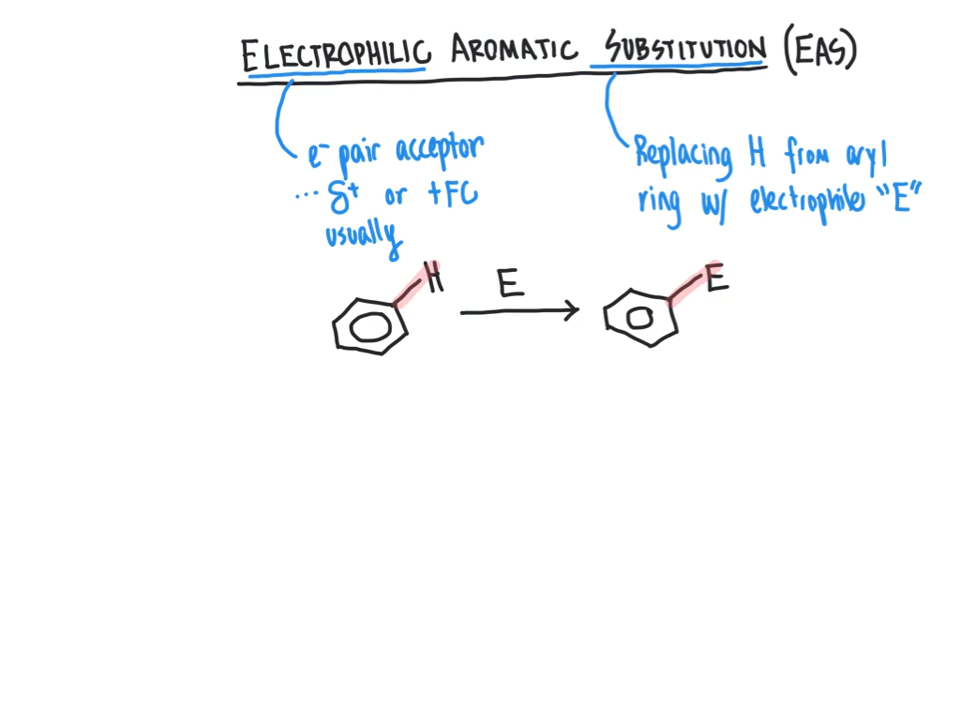 ELECTROPHILIC AROMATIC SUBSTITUTION (EAS)
e⁻ pair acceptor
... δ⁺ or +FC
usually
Replacing H from aryl
ring w/ electrophile "E"
H
E
E